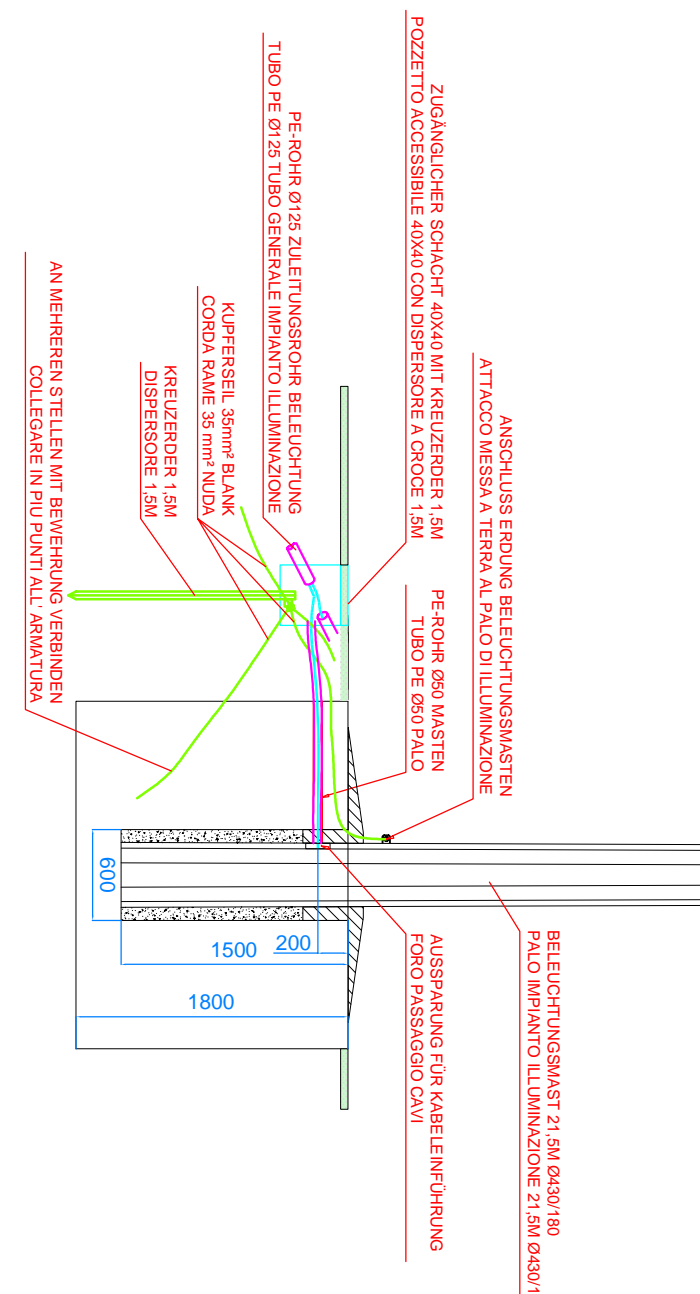 ZUGÄNGLICHER SCHACHT 40X40 MIT KREUZERDER 1,5M
POZZETTO ACCESSIBILE 40X40 CON DISPERSORE A CROCE 1,5M
PE-ROHR Ø125 ZULEITUNGSROHR BELEUCHTUNG
TUBO PE Ø125 TUBO GENERALE IMPIANTO ILLUMINAZIONE
KUPFERSEIL 35mm² BLANK
CORDA RAME 35 mm² NUDA
KREUZERDER 1,5M
DISPERSORE 1,5M
AN MEHREREN STELLEN MIT BEWEHRUNG VERBINDEN
COLLEGARE IN PIU PUNTI ALL' ARMATURA
ANSCHLUSS ERDUNG BELEUCHTUNGSMASTEN
ATTACCO MESSA A TERRA AL PALO DI ILLUMINAZIONE
PE-ROHR Ø50 MASTEN
TUBO PE Ø50 PALO
BELEUCHTUNGSMAST 21,5M Ø430/180
PALO IMPIANTO ILLUMINAZIONE 21,5M Ø430/1
AUSSPARUNG FÜR KABELEINFÜHRUNG
FORO PASSAGGIO CAVI
600
200
1500
1800